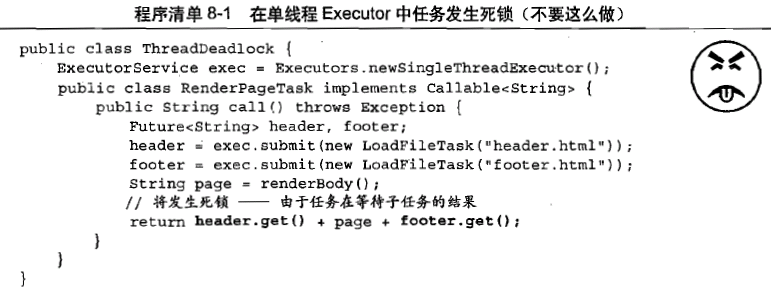 程序清单 8-1 在单线程 Executor 中任务发生死锁（不要这么做）
public class ThreadDeadlock {
    ExecutorService exec = Executors.newSingleThreadExecutor();
    public class RenderPageTask implements Callable<String> {
        public String call() throws Exception {
            Future<String> header, footer;
            header = exec.submit(new LoadFileTask("header.html"));
            footer = exec.submit(new LoadFileTask("footer.html"));
            String page = renderBody();
            // 将发生死锁 —— 由于任务在等待子任务的结果
            return header.get() + page + footer.get();
        }
    }
}